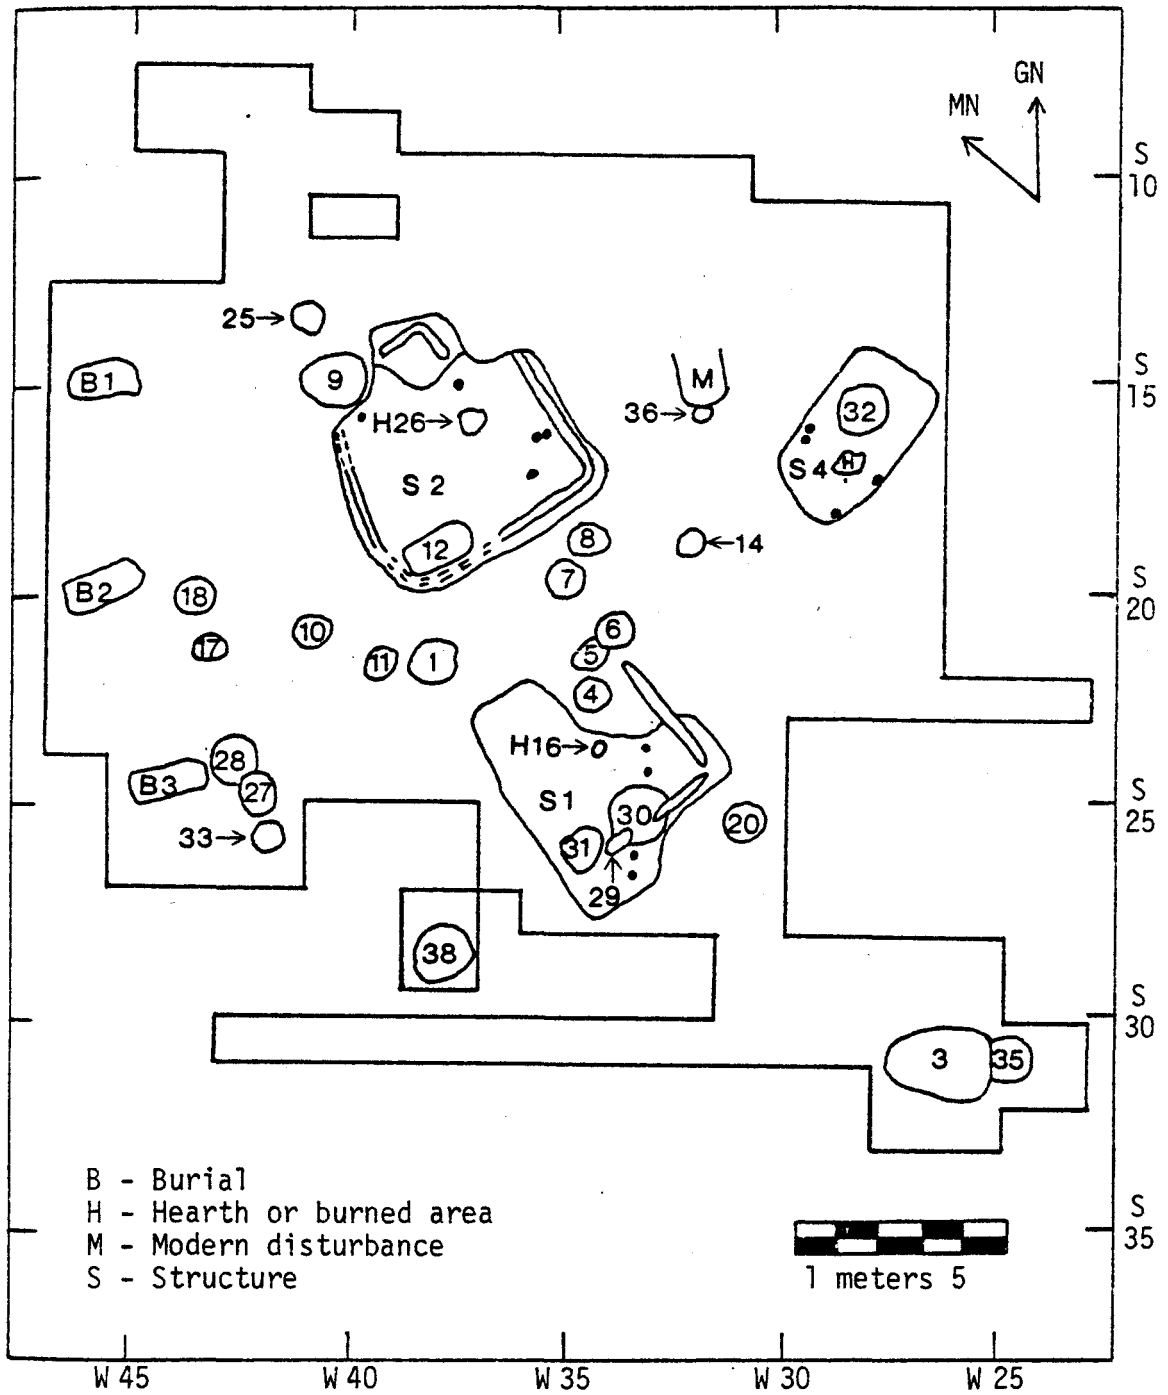 GN
MN
S
10
25
B1
9
H26
M
36
S
15
32
S4
H
S 2
12
8
14
7
B2
18
S
20
10
6
17
11
1
5
4
H16
28
B3
27
S1
30
S
25
20
33
31
29
38
S
30
3
35
B - Burial
H - Hearth or burned area
M - Modern disturbance
S - Structure
S
35
1 meters 5
W 45
W 40
W 35
W 30
W 25